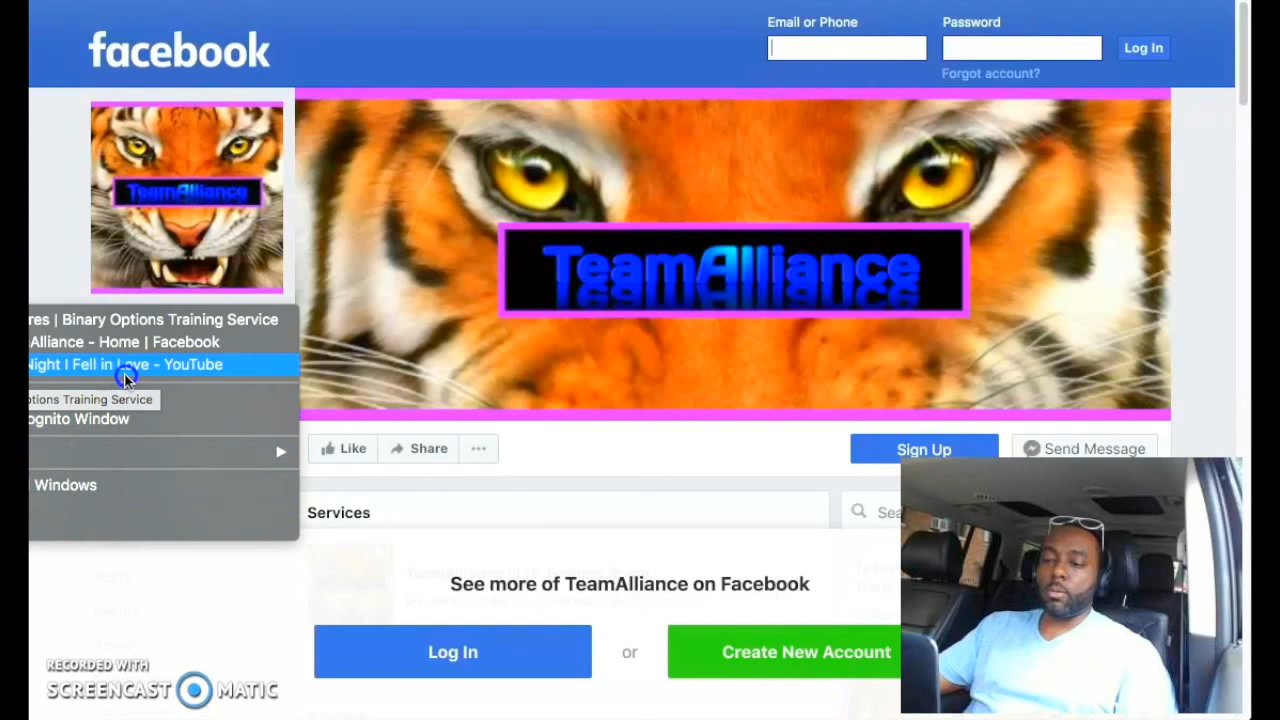 facebook
Email or Phone
Password
Log In
Forgot account?
TeamAlliance
TeamAlliance
res | Binary Options Training Service
Alliance - Home | Facebook
Night I Fell in Love - YouTube
ptions Training Service
ognito Window
Windows
Like
Share
Sign Up
Send Message
Services
Sea
See more of TeamAlliance on Facebook
Log In
or
Create New Account
RECORDED WITH
SCREENCAST MATIC